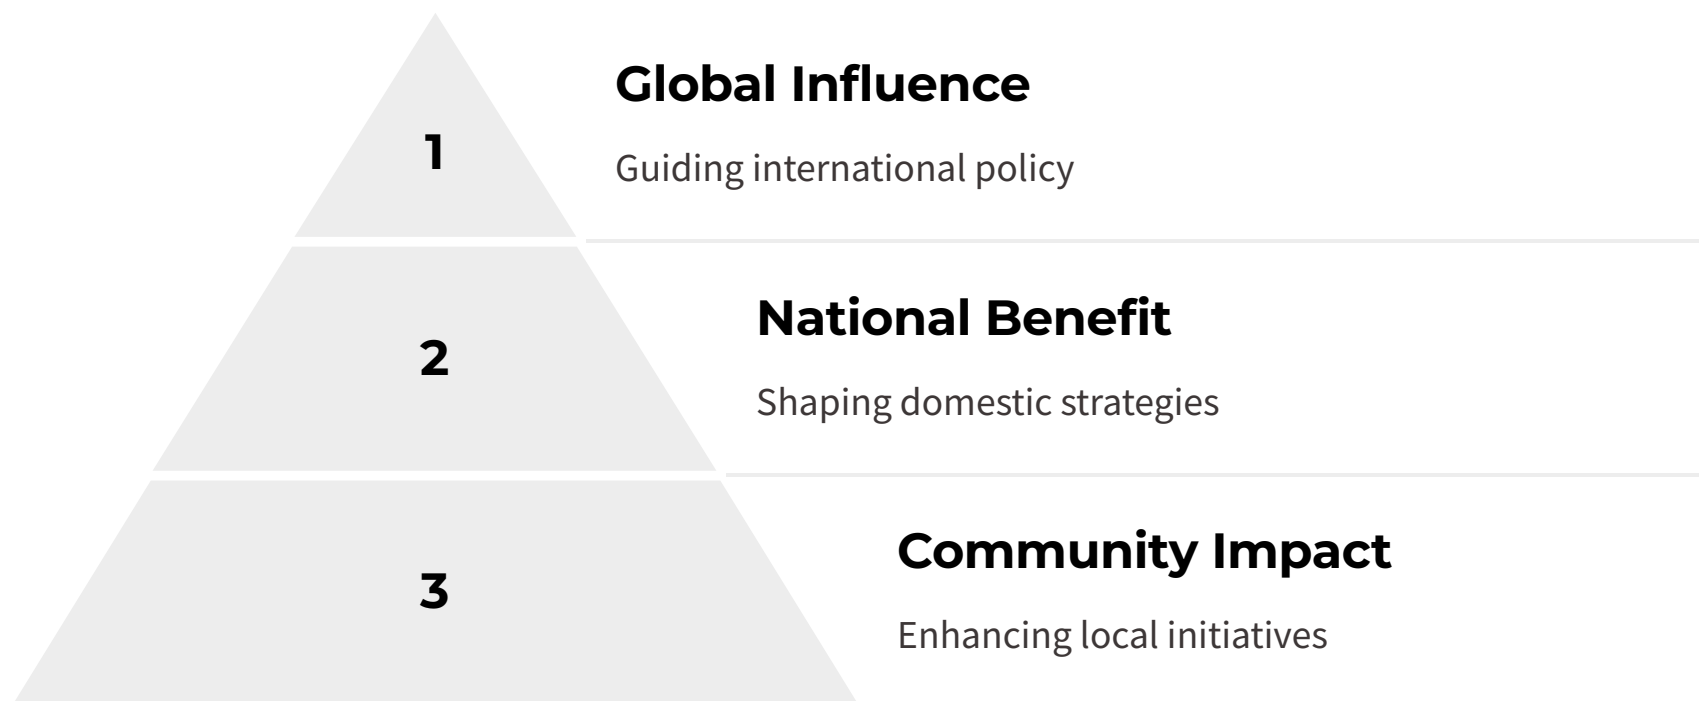 1
Global Influence
Guiding international policy
2
National Benefit
Shaping domestic strategies
3
Community Impact
Enhancing local initiatives